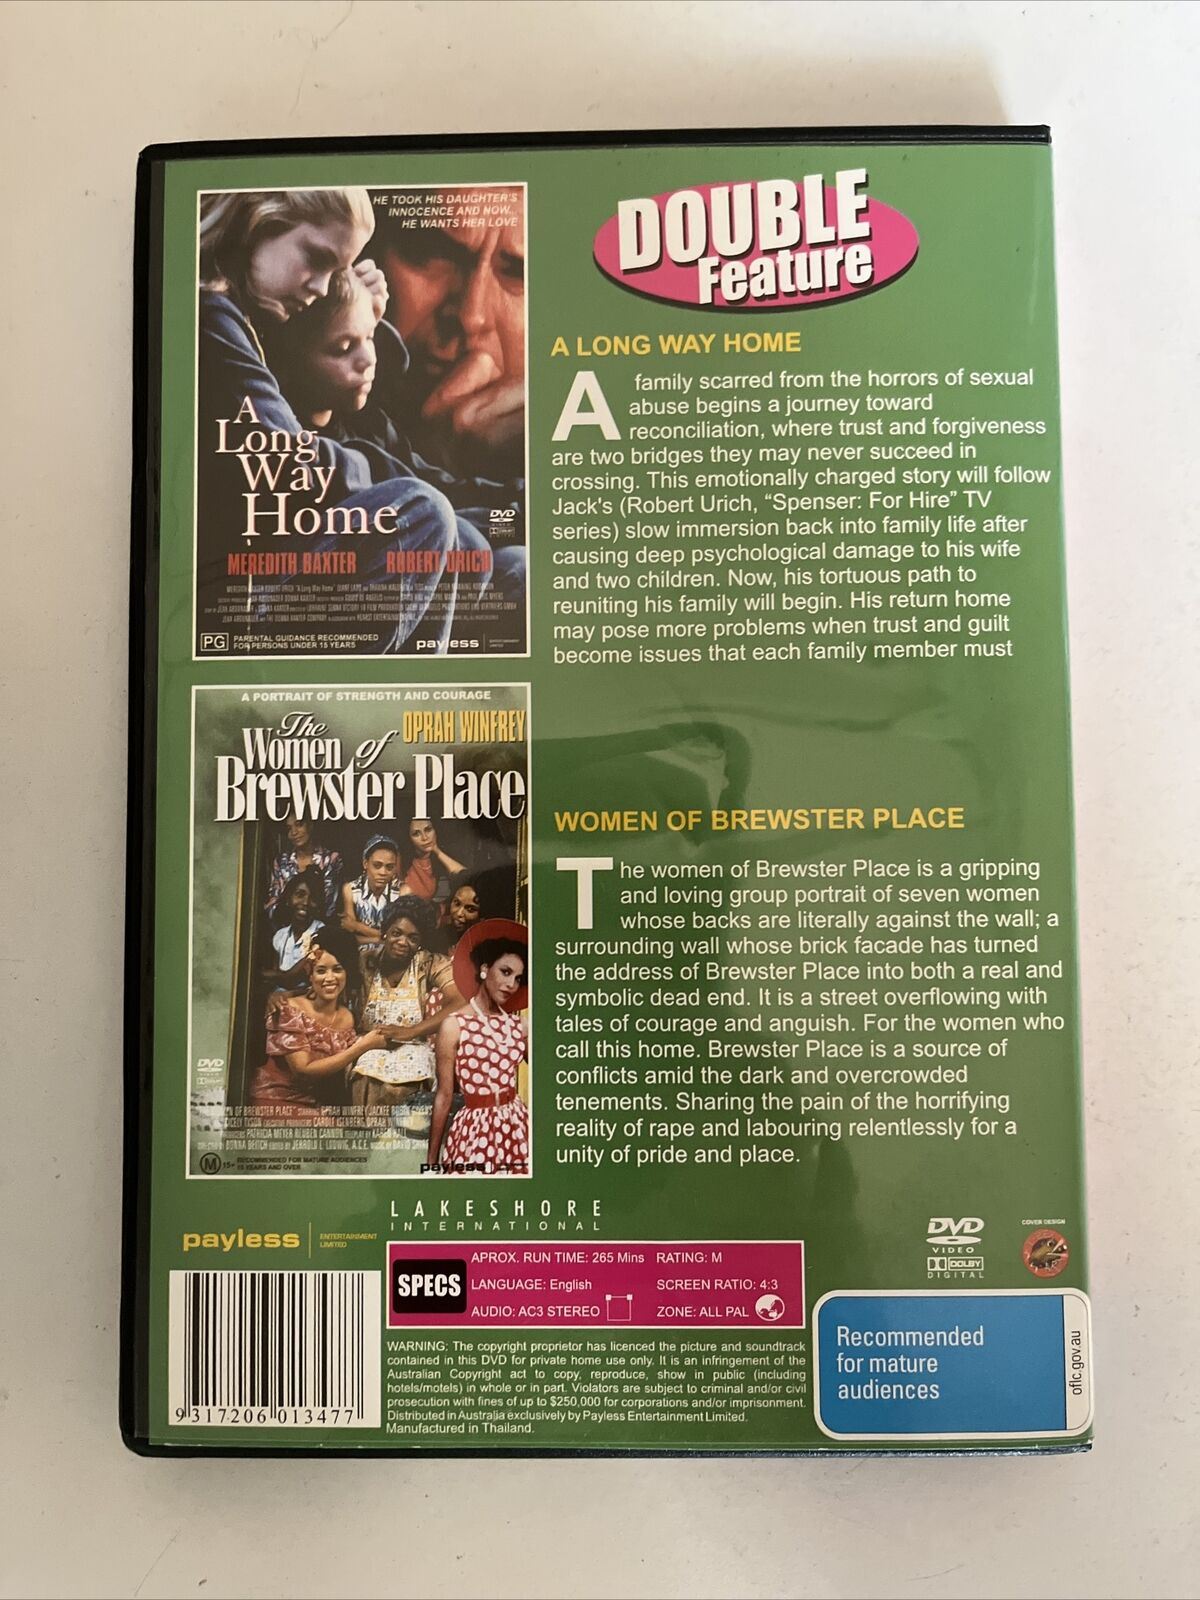 HE TOOK HIS DAUGHTER'S
INNOCENCE AND NOW...
HE WANTS HER LOVE
A
Long
Way
Home
DVD
MEREDITH BAXTER ROBERT URICH
PG PARENTAL GUIDANCE RECOMMENDED
FOR PERSONS UNDER 15 YEARS
payless
DOUBLE
Feature
A LONG WAY HOME
A family scarred from the horrors of sexual
abuse begins a journey toward
reconciliation, where trust and forgiveness
are two bridges they may never succeed in
crossing. This emotionally charged story will follow
Jack's (Robert Urich, “Spenser: For Hire” TV
series) slow immersion back into family life after
causing deep psychological damage to his wife
and two children. Now, his tortuous path to
reuniting his family will begin. His return home
may pose more problems when trust and guilt
become issues that each family member must
A PORTRAIT OF STRENGTH AND COURAGE
OPRAH WINFREY
The
Women of
Brewster Place
DVD
M 15+ RECOMMENDED FOR MATURE AUDIENCES
15 YEARS AND OVER
payless
WOMEN OF BREWSTER PLACE
The women of Brewster Place is a gripping
and loving group portrait of seven women
whose backs are literally against the wall; a
surrounding wall whose brick facade has turned
the address of Brewster Place into both a real and
symbolic dead end. It is a street overflowing with
tales of courage and anguish. For the women who
call this home. Brewster Place is a source of
conflicts amid the dark and overcrowded
tenements. Sharing the pain of the horrifying
reality of rape and labouring relentlessly for a
unity of pride and place.
LAKESHORE
INTERNATIONAL
payless ENTERTAINMENT
LIMITED
SPECS
APROX. RUN TIME: 265 Mins RATING: M
LANGUAGE: English SCREEN RATIO: 4:3
AUDIO: AC3 STEREO ZONE: ALL PAL
DVD
VIDEO
DOLBY
DIGITAL
COVER DESIGN
WARNING: The copyright proprietor has licenced the picture and soundtrack
contained in this DVD for private home use only. It is an infringement of the
Australian Copyright act to copy, reproduce, show in public (including
hotels/motels) in whole or in part. Violators are subject to criminal and/or civil
prosecution with fines of up to $250,000 for corporations and/or imprisonment.
Distributed in Australia exclusively by Payless Entertainment Limited.
Manufactured in Thailand.
9 317206 013477
Recommended
for mature
audiences
oflc.gov.au